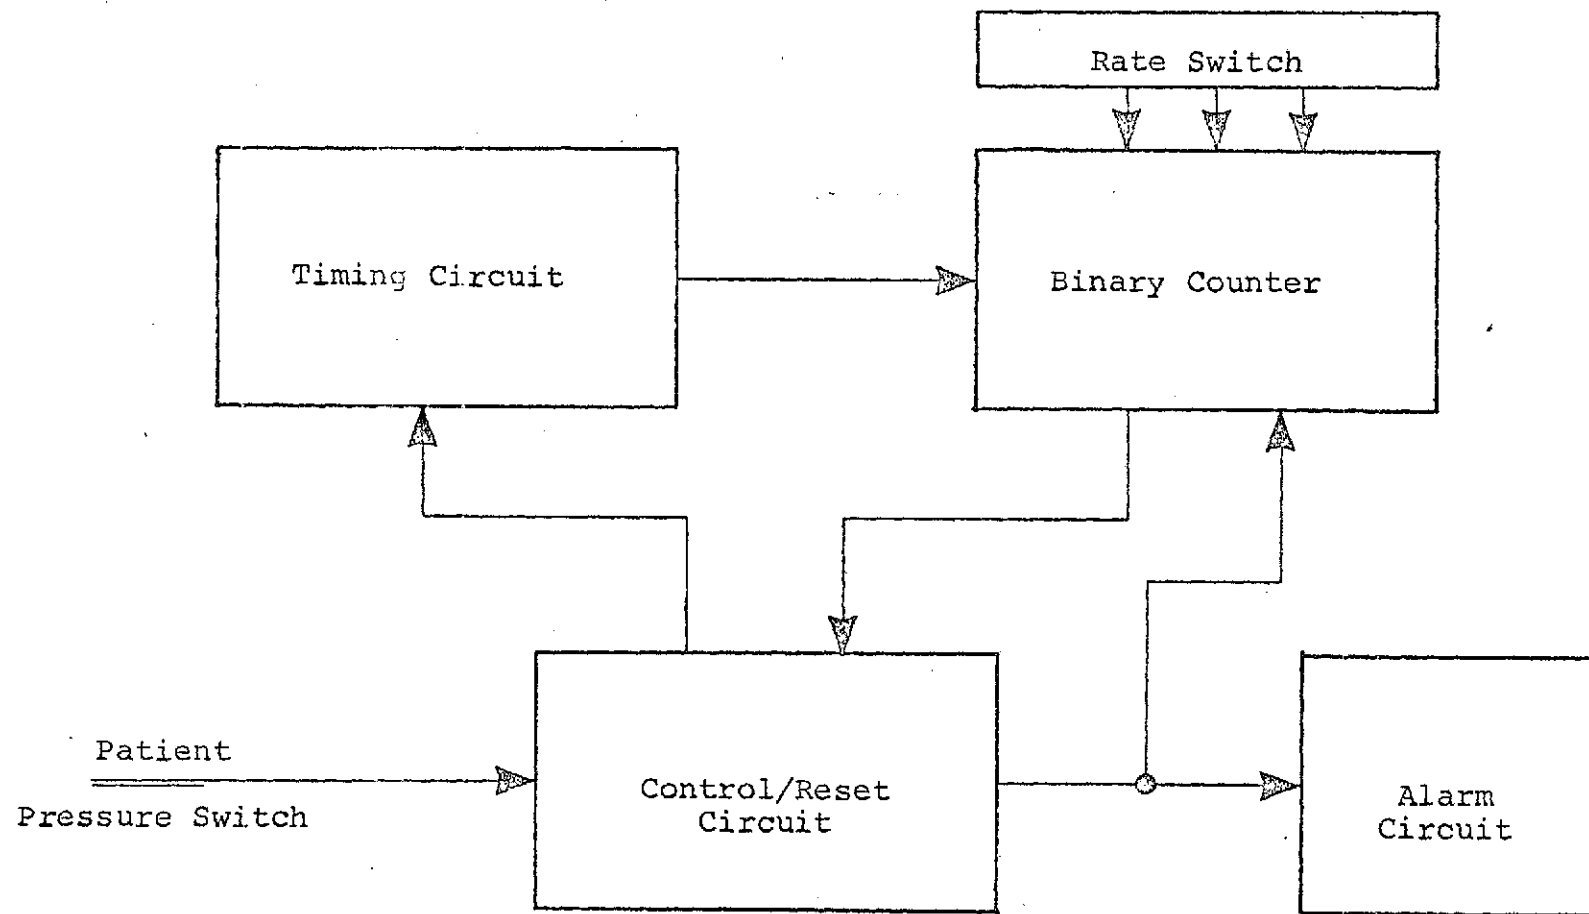 Rate Switch
Timing Circuit
Binary Counter
Patient
Pressure Switch
Control/Reset
Circuit
Alarm
Circuit